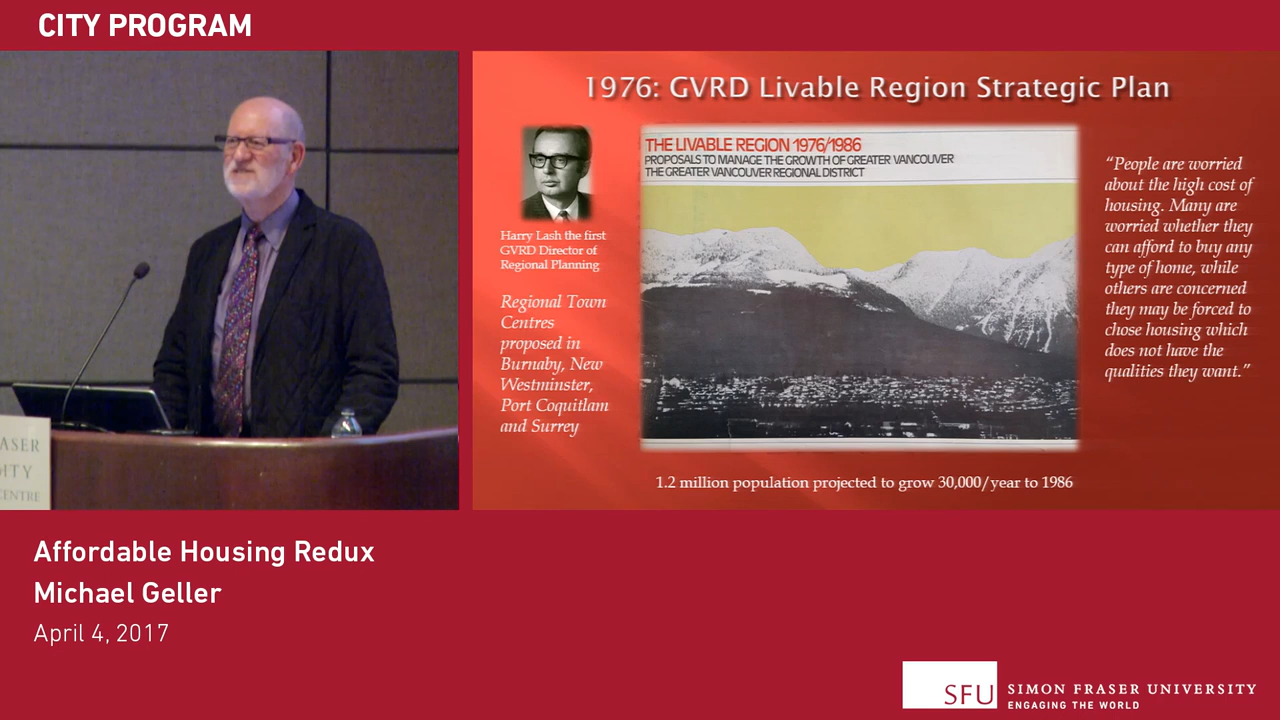 CITY PROGRAM
1976: GVRD Livable Region Strategic Plan
THE LIVABLE REGION 1976/1986
PROPOSALS TO MANAGE THE GROWTH OF GREATER VANCOUVER
THE GREATER VANCOUVER REGIONAL DISTRICT
Harry Lash the first
GVRD Director of
Regional Planning
Regional Town
Centres
proposed in
Burnaby, New
Westminster,
Port Coquitlam
and Surrey
“People are worried
about the high cost of
housing. Many are
worried whether they
can afford to buy any
type of home, while
others are concerned
they may be forced to
chose housing which
does not have the
qualities they want.”
1.2 million population projected to grow 30,000/year to 1986
ASER
ITY
CENTRE
Affordable Housing Redux
Michael Geller
April 4, 2017
SFU SIMON FRASER UNIVERSITY
ENGAGING THE WORLD